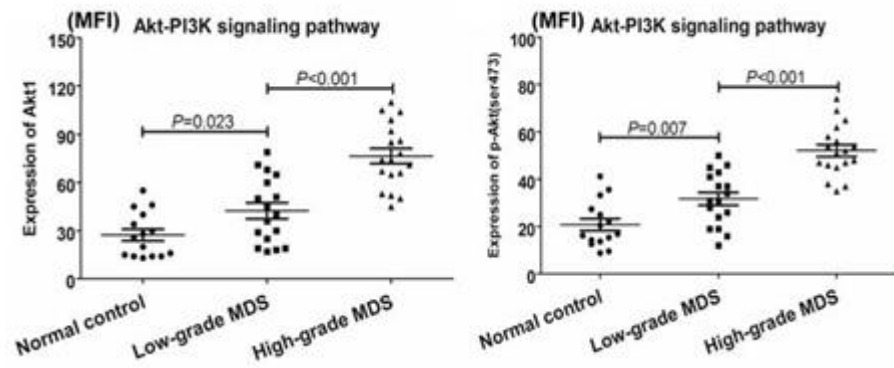 (MFI) Akt-PI3K signaling pathway
Expression of Akt1
150
120
90
60
30
0
P=0.023
P<0.001
Normal control
Low-grade MDS
High-grade MDS
(MFI) Akt-PI3K signaling pathway
Expression of p-Akt(ser473)
100
80
60
40
20
0
P=0.007
P<0.001
Normal control
Low-grade MDS
High-grade MDS